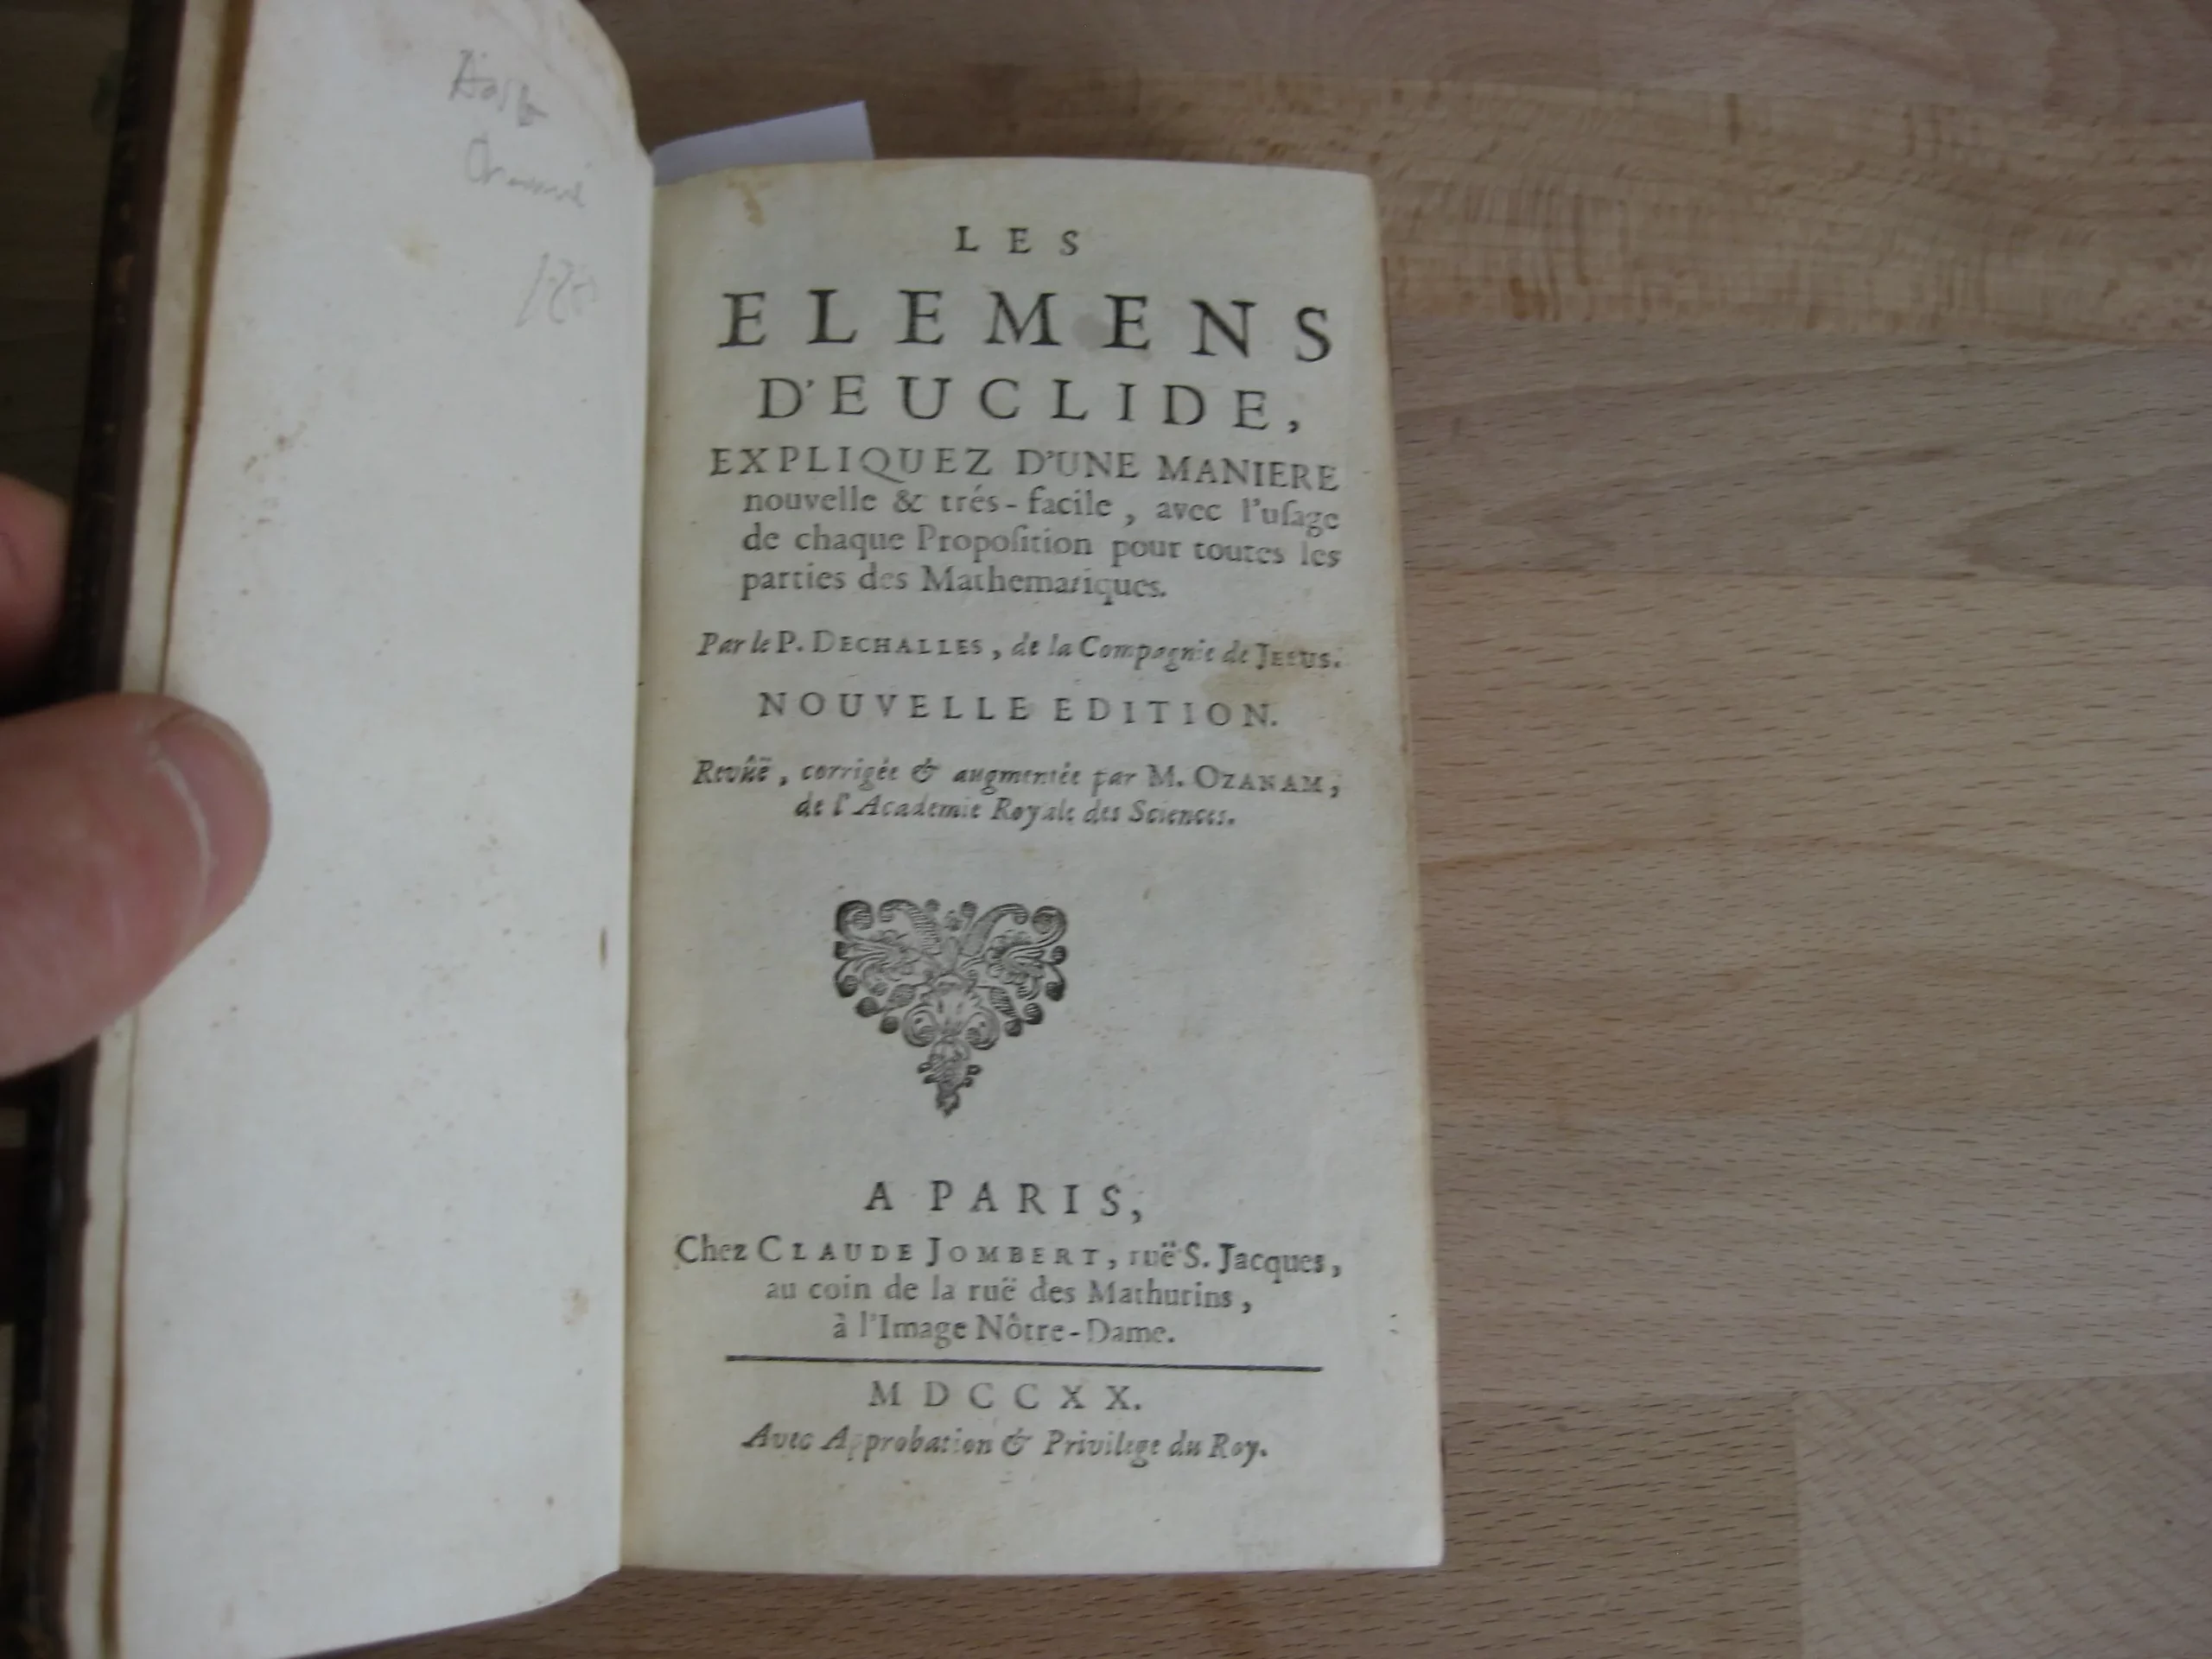 LES
ELEMENS
D'EUCLIDE,
EXPLIQUEZ D'UNE MANIERE
nouvelle & trés-facile, avec l'uſage
de chaque Propoſition pour toutes les
parties des Mathematiques.
Par le P. DECHALLES, de la Compagnie de JESUS.
NOUVELLE EDITION.
Revûë, corrigée & augmentée par M. OZANAM,
de l'Academie Royale des Sciences.
A PARIS,
Chez CLAUDE JOMBERT, ruë S. Jacques,
au coin de la ruë des Mathurins,
à l'Image Nôtre-Dame.
MDCCXX.
Avec Approbation & Privilege du Roy.